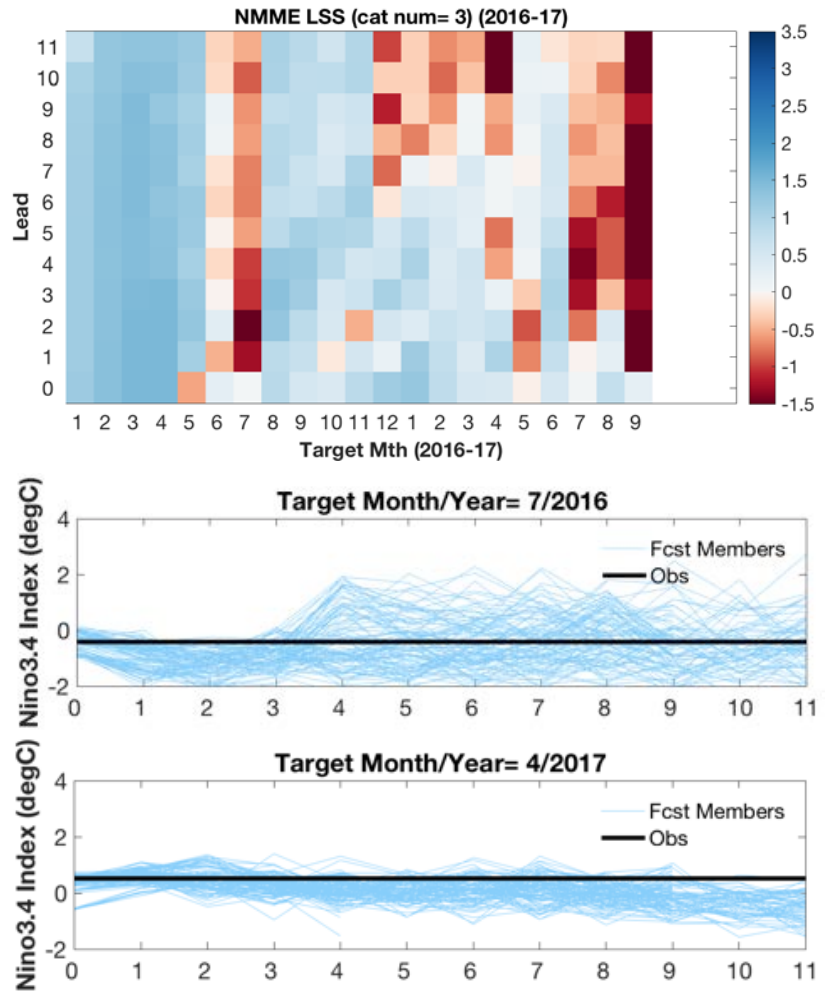 NMME LSS (cat num= 3) (2016-17)
11
10
9
8
7
6
5
4
3
2
1
0
Lead
1 2 3 4 5 6 7 8 9 10 11 12 1 2 3 4 5 6 7 8 9
Target Mth (2016-17)
3.5
3
2.5
2
1.5
1
0.5
0
-0.5
-1
-1.5
Target Month/Year= 7/2016
Nino3.4 Index (degC)
4
2
0
-2
Fcst Members
Obs
0 1 2 3 4 5 6 7 8 9 10 11
Target Month/Year= 4/2017
Nino3.4 Index (degC)
4
2
0
-2
Fcst Members
Obs
0 1 2 3 4 5 6 7 8 9 10 11